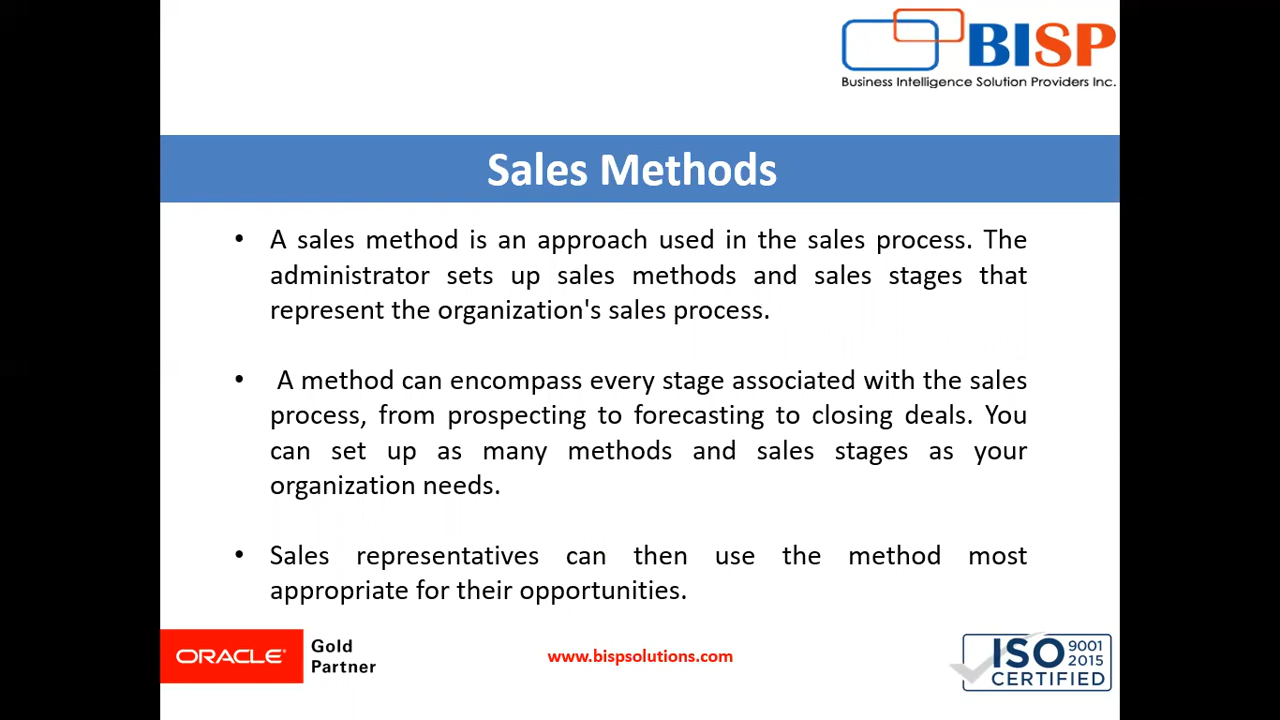 BISP
Business Intelligence Solution Providers Inc.
Sales Methods
• A sales method is an approach used in the sales process. The
administrator sets up sales methods and sales stages that
represent the organization's sales process.
• A method can encompass every stage associated with the sales
process, from prospecting to forecasting to closing deals. You
can set up as many methods and sales stages as your
organization needs.
• Sales representatives can then use the method most
appropriate for their opportunities.
ORACLE® Gold
Partner
www.bispsolutions.com
ISO 9001
2015
CERTIFIED